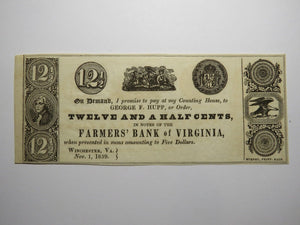 12½
12½
On Demand, I promise to pay at my Counting House, to
GEORGE F. HUPP, or Order,
TWELVE AND A HALF CENTS,
IN NOTES OF THE
FARMERS' BANK OF VIRGINIA,
when presented in sums amounting to Five Dollars.
WINCHESTER, VA.
Nov. 1, 1839.
12½